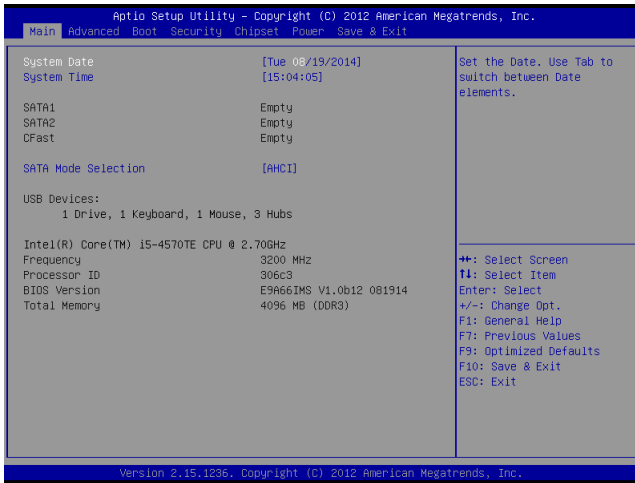 Aptio Setup Utility – Copyright (C) 2012 American Megatrends, Inc.
Main Advanced Boot Security Chipset Power Save & Exit
System Date [Tue 08/19/2014]
System Time [15:04:05]
SATA1 Empty
SATA2 Empty
CFast Empty
SATA Mode Selection [AHCI]
USB Devices:
1 Drive, 1 Keyboard, 1 Mouse, 3 Hubs
Intel(R) Core(TM) i5-4570TE CPU @ 2.70GHz
Frequency 3200 MHz
Processor ID 306c3
BIOS Version E9A66IMS V1.0b12 081914
Total Memory 4096 MB (DDR3)
Set the Date. Use Tab to
switch between Date
elements.
→←: Select Screen
↑↓: Select Item
Enter: Select
+/-: Change Opt.
F1: General Help
F7: Previous Values
F9: Optimized Defaults
F10: Save & Exit
ESC: Exit
Version 2.15.1236. Copyright (C) 2012 American Megatrends, Inc.